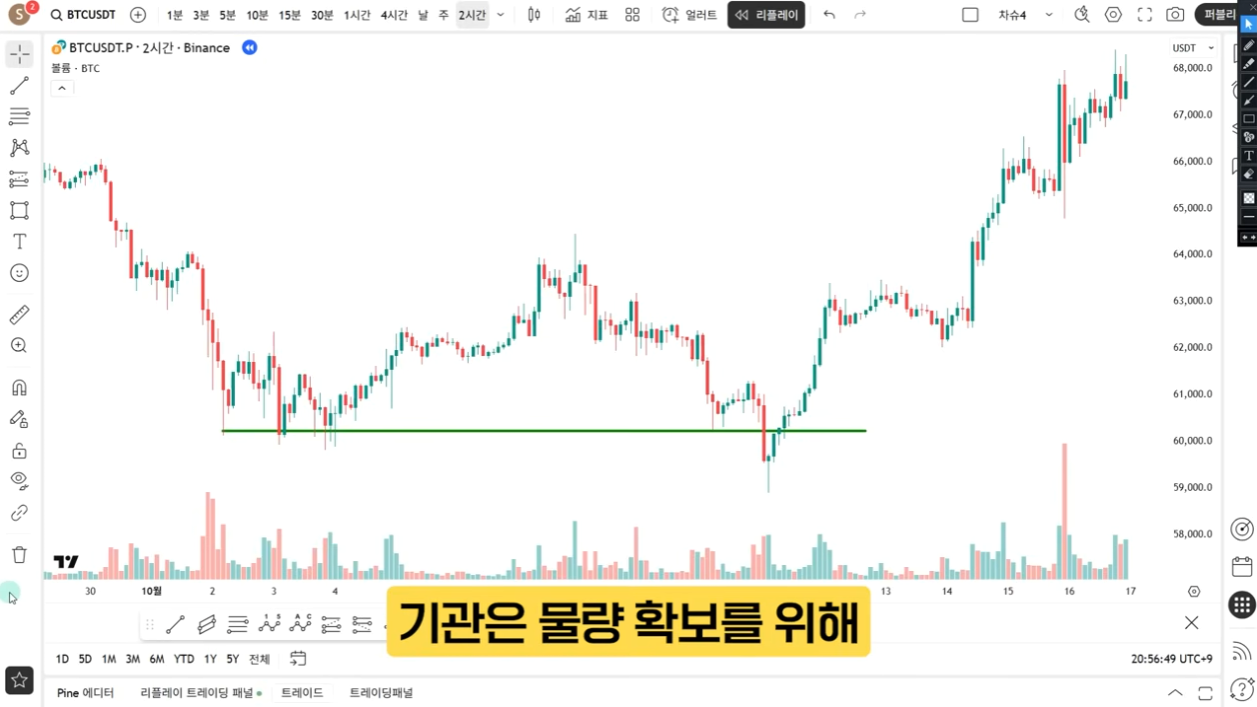 S 2 BTCUSDT 1분 3분 5분 10분 15분 30분 1시간 4시간 날 주 2시간 지표 얼러트 리플레이 차슈4 퍼블리
BTCUSDT.P · 2시간 · Binance
볼륨 · BTC
USDT
68,000.0
67,000.0
66,000.0
65,000.0
64,000.0
63,000.0
62,000.0
61,000.0
60,000.0
59,000.0
58,000.0
30 10월 2 3 4 13 14 15 16 17
기관은 물량 확보를 위해
1D 5D 1M 3M 6M YTD 1Y 5Y 전체 20:56:49 UTC+9
Pine 에디터 리플레이 트레이딩 패널 트레이드 트레이딩패널